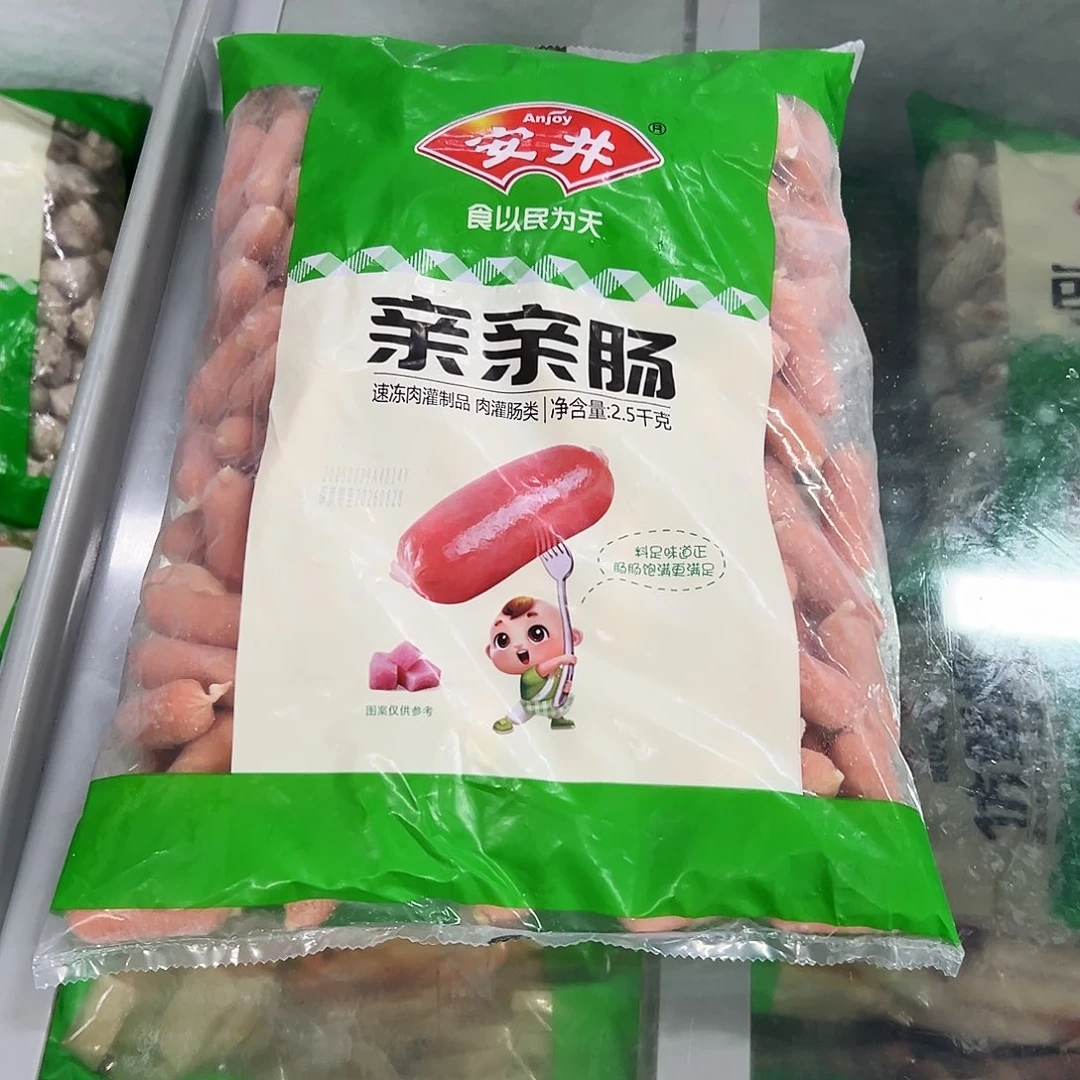 Anjoy
安井®
食以民为天
亲亲肠
速冻肉灌制品 肉灌肠类|净含量:2.5千克
料足味道正
肠肠饱满更满足
图案仅供参考